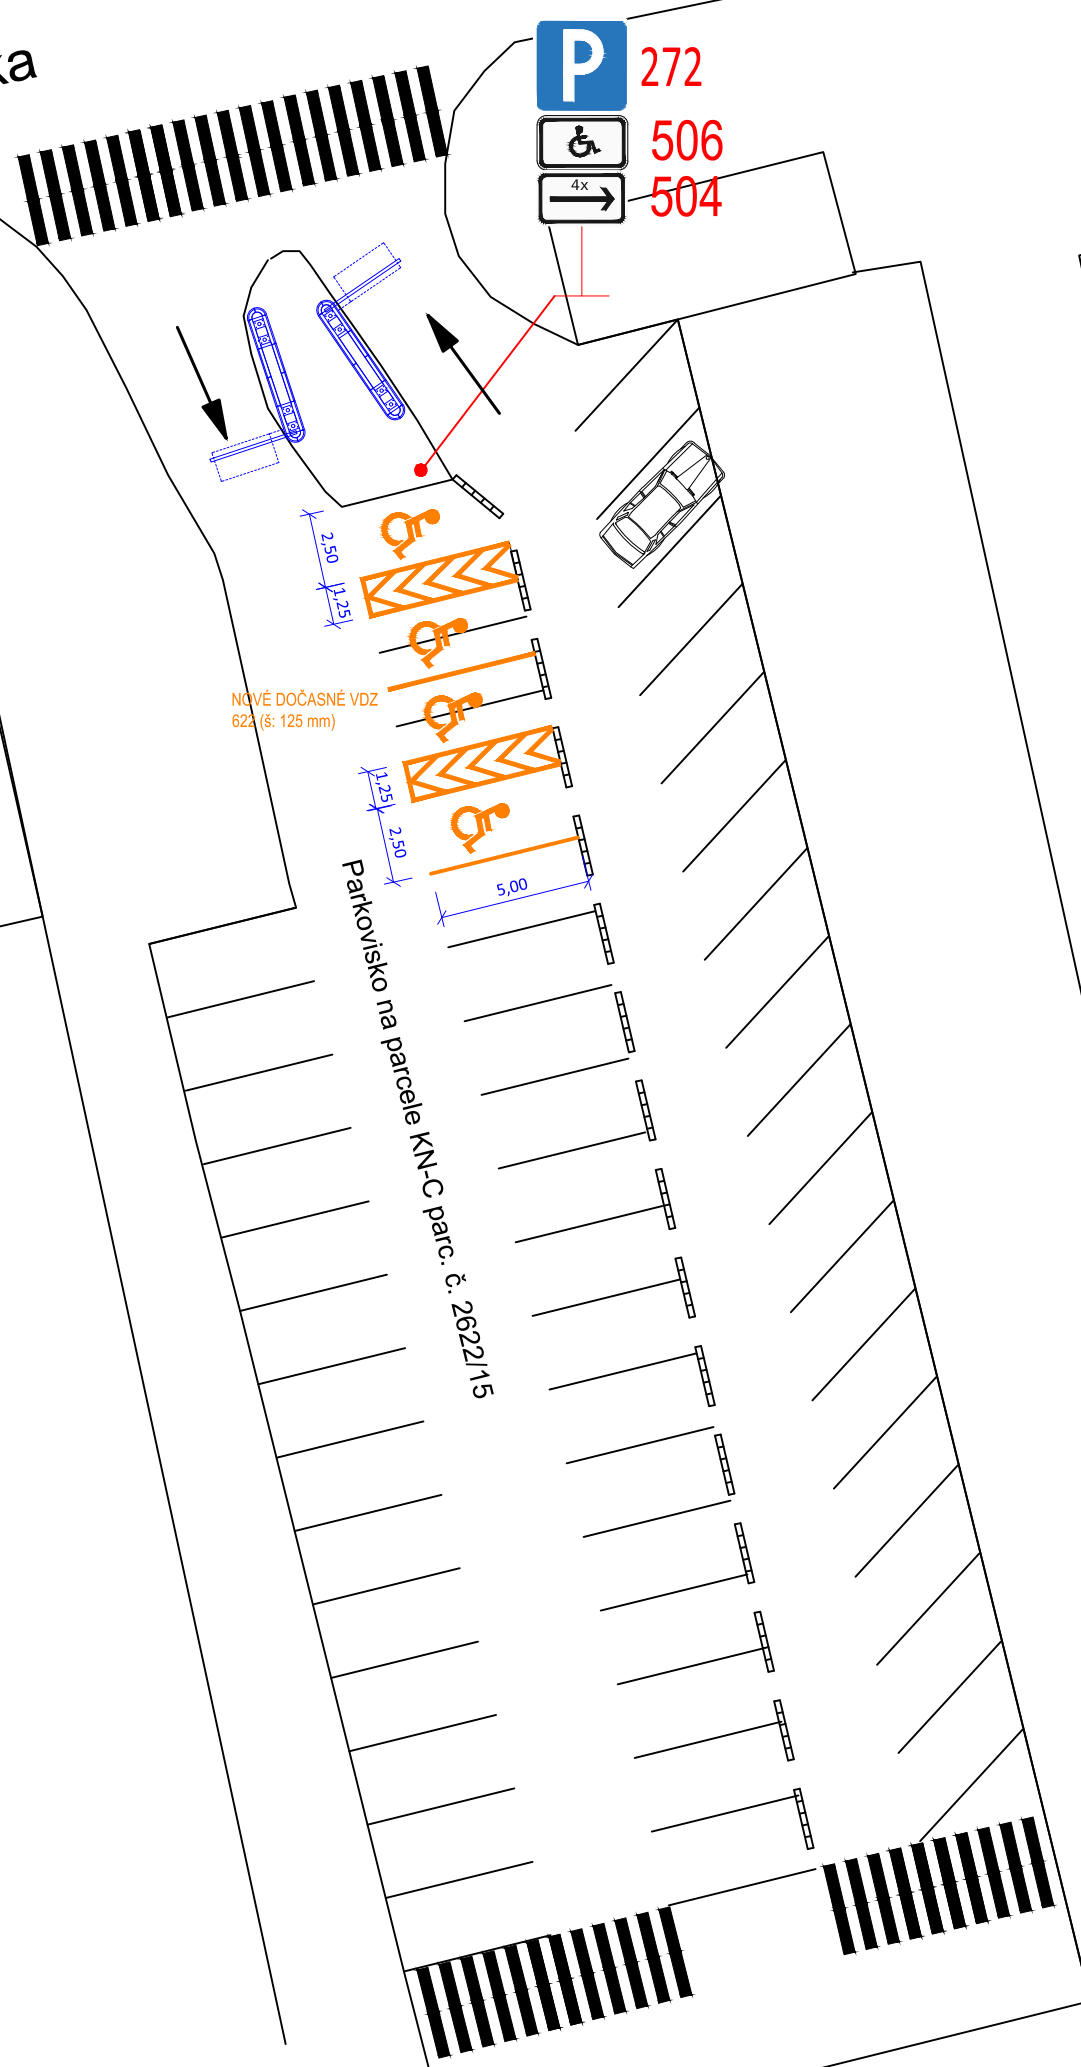 ka
P
272
506
4x
504
2,50
1,25
NOVÉ DOČASNÉ VDZ
622 (š: 125 mm)
1,25
2,50
5,00
Parkovisko na parcele KN-C parc. č. 2622/15